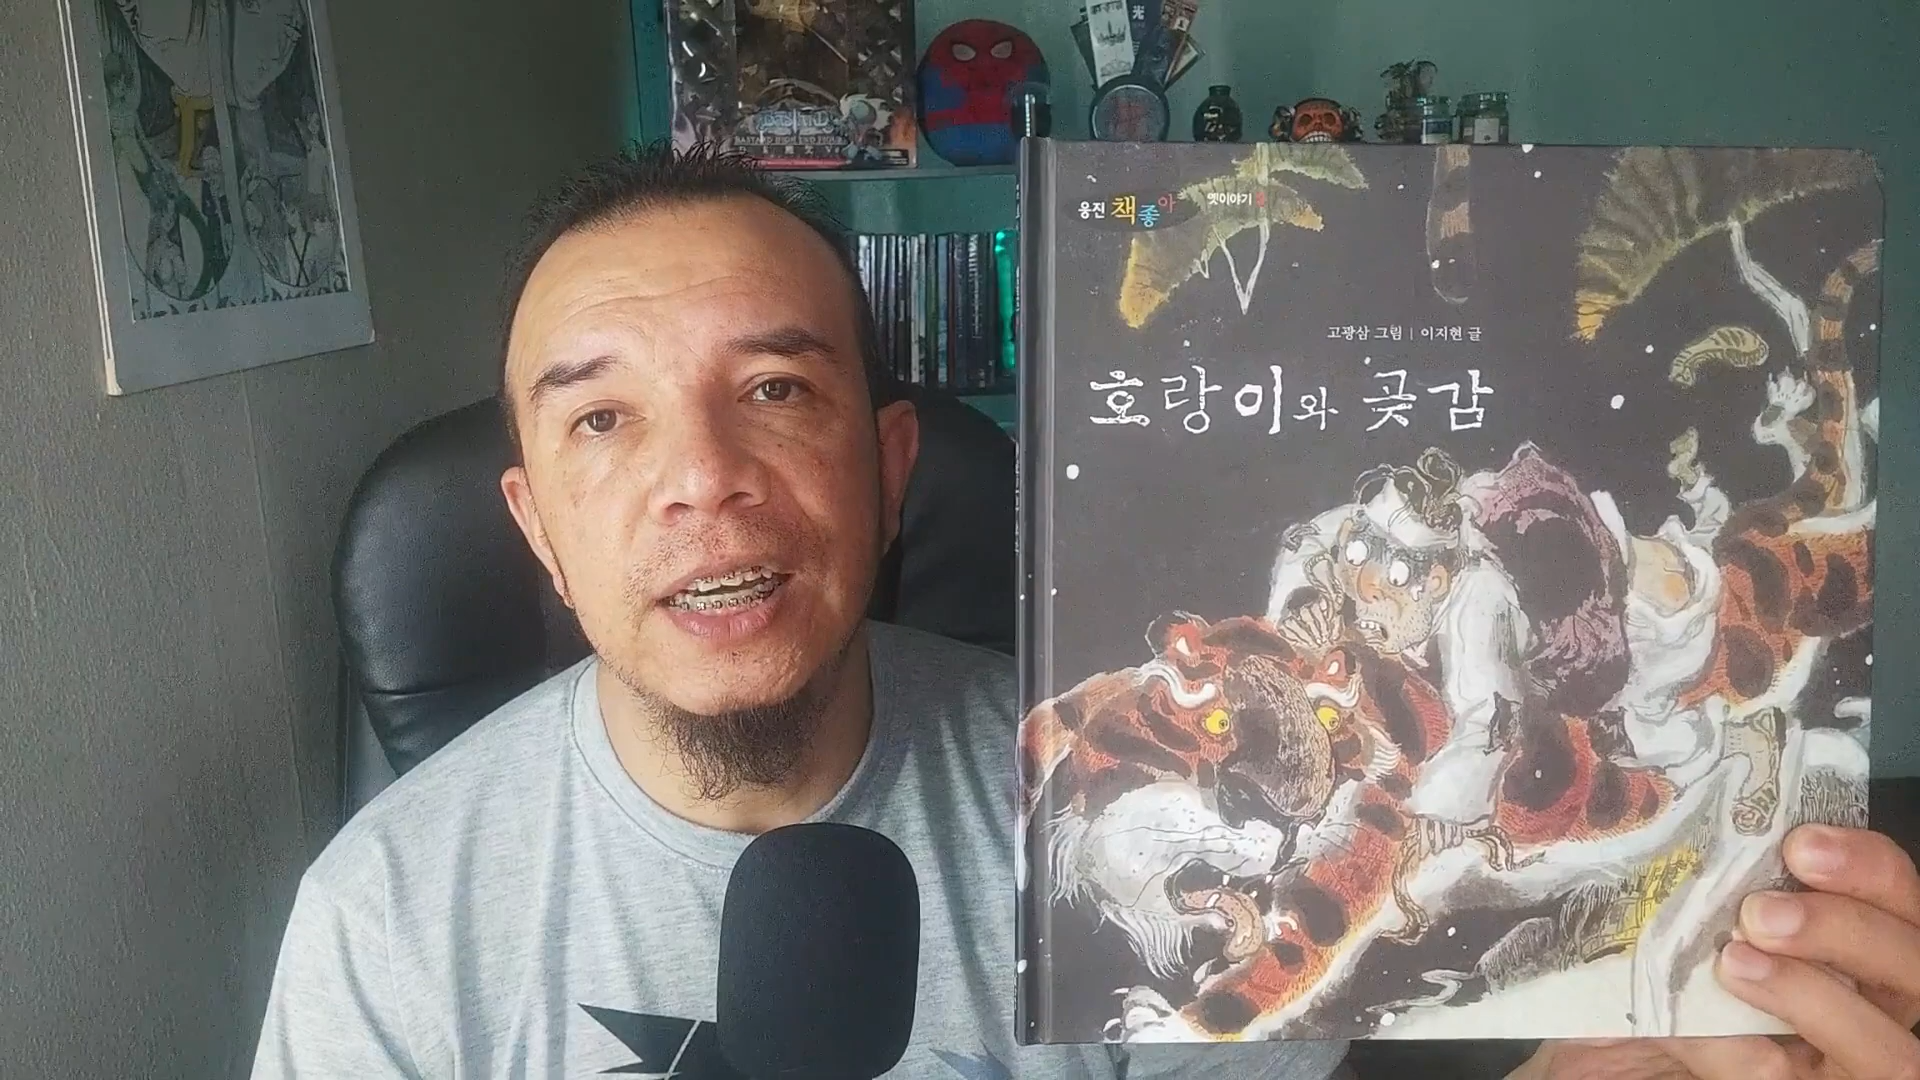 光
웅진 책좋아
옛이야기
고광삼 그림 | 이지현 글
호랑이와 곶감